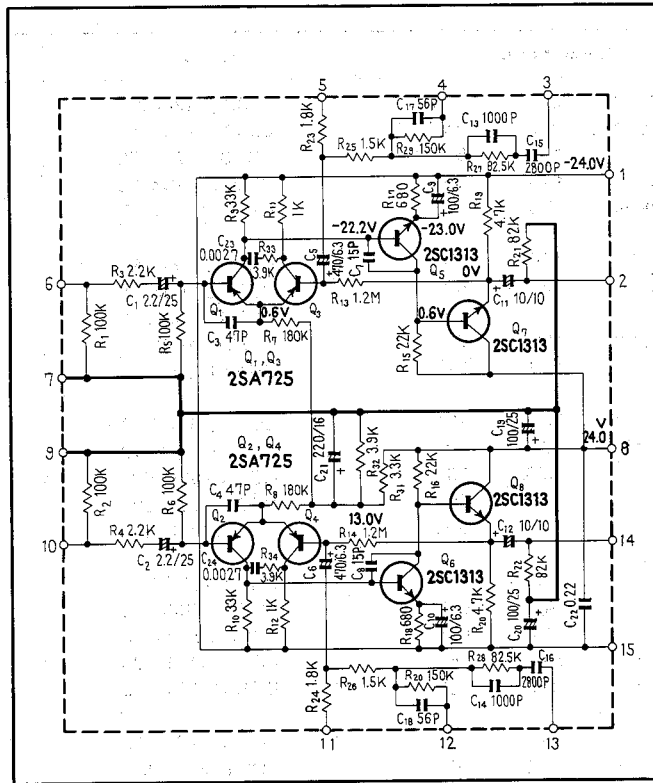 5 4 3
C17 56P
R29 150K
C13 1000P
R27 82.5K
C15
2800P
R23 1.8K
R25 1.5K
-24.0V
1
R9 33K
R11 1K
R17 680
C9 100/6.3
R19 4.7K
R21 82K
-22.2V
-23.0V
2SC1313
C23
0.0027
R33
3.9K
C5 470/6.3
C7 15P
Q5
0V
6
R3 2.2K
C1 2.2/25
Q1
Q3
R13 1.2M
C11 10/10
2
R1 100K
R5 100K
C3 47P
0.6V
R7 180K
0.6V
R15 22K
Q7
2SC1313
Q1, Q3
2SA725
7
Q2, Q4
2SA725
C21 220/16
R32 3.9K
R31 3.3K
R16 22K
C19 100/25
V
24.0
9
8
R2 100K
R6 100K
C4 47P
R8 180K
Q8
2SC1313
13.0V
10
R4 2.2K
C2 2.2/25
Q2
Q4
R14 1.2M
C12 10/10
14
C24
0.0027
R34
3.9K
C6 470/6.3
C8 15P
Q6
2SC1313
R22 82K
R10 33K
R12 1K
R18 680
C10 100/6.3
R20 4.7K
C20 100/25
C22 0.22
15
R24 1.8K
R26 1.5K
R20 150K
C18 56P
R28 82.5K
C14 1000P
C16
2800P
11 12 13